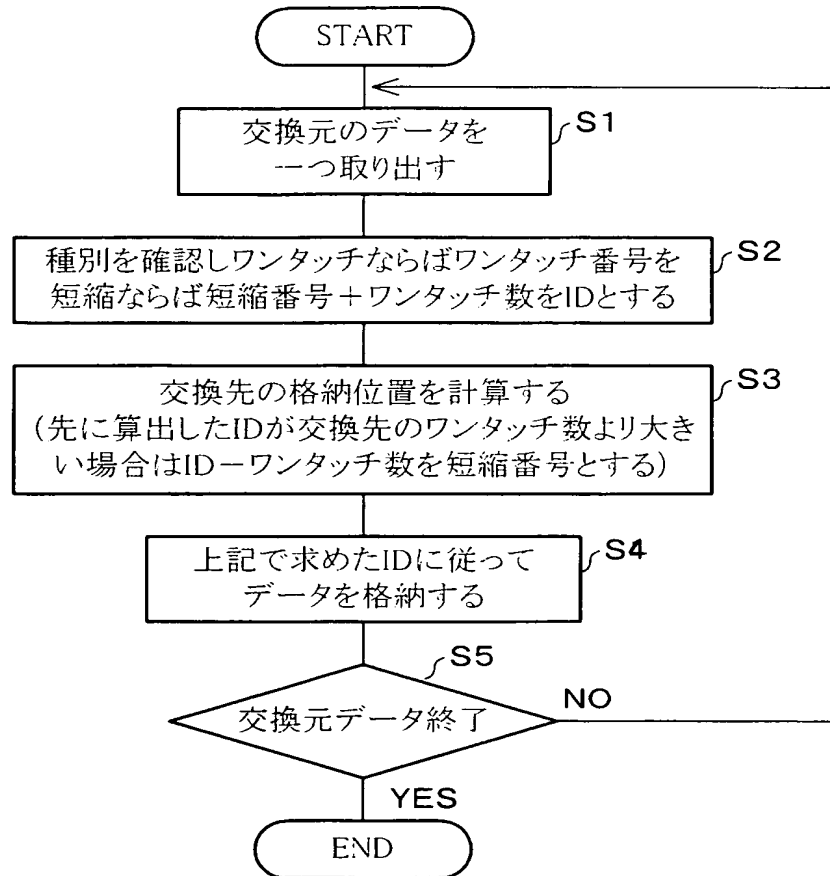 START
交換元のデータを
一つ取り出す
S1
種別を確認しワンタッチならばワンタッチ番号を
短縮ならば短縮番号＋ワンタッチ数をIDとする
S2
交換先の格納位置を計算する
（先に算出したIDが交換先のワンタッチ数より大き
い場合はID－ワンタッチ数を短縮番号とする）
S3
上記で求めたIDに従って
データを格納する
S4
S5
交換元データ終了
NO
YES
END